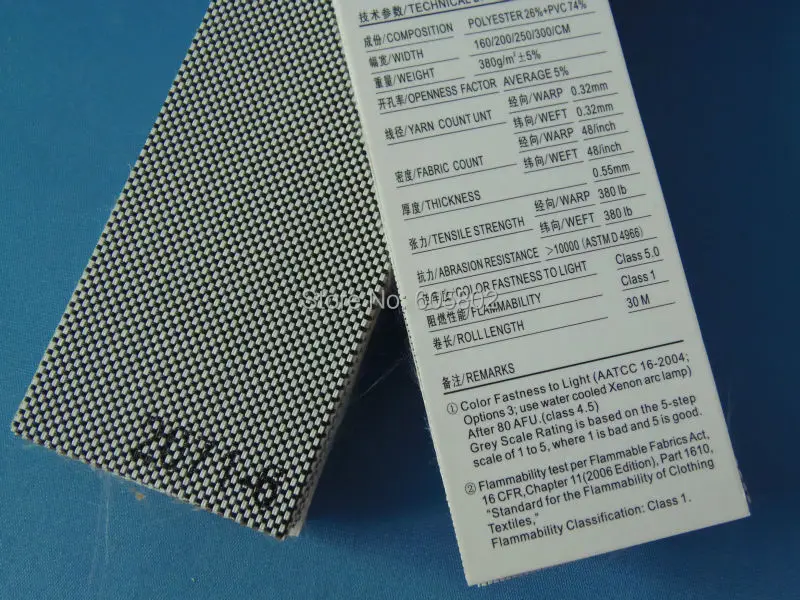 技术参数/TECHNICAL
成份/COMPOSITION POLYESTER 26%+PVC 74%
幅宽/WIDTH 160/200/250/300/CM
重量/WEIGHT 380g/m² ±5%
开孔率/OPENNESS FACTOR AVERAGE 5%
线径/YARN COUNT UNT 经向/WARP 0.32mm
纬向/WEFT 0.32mm
密度/FABRIC COUNT 经向/WARP 48/inch
纬向/WEFT 48/inch
厚度/THICKNESS 0.55mm
张力/TENSILE STRENGTH 经向/WARP 380 lb
纬向/WEFT 380 lb
抗力/ABRASION RESISTANCE >10000 (ASTM D 4966)
COLOR FASTNESS TO LIGHT Class 5.0
阻燃性能/FLAMMABILITY Class 1
卷长/ROLL LENGTH 30 M
备注/REMARKS
① Color Fastness to Light (AATCC 16-2004;
Options 3; use water cooled Xenon arc lamp)
After 80 AFU.(class 4.5)
Grey Scale Rating is based on the 5-step
scale of 1 to 5, where 1 is bad and 5 is good.
② Flammability test per Flammable Fabrics Act,
16 CFR,Chapter 11(2006 Edition), Part 1610,
"Standard for the Flammability of Clothing
Textiles,"
Flammability Classification: Class 1.
2071-6
Store No: 605802